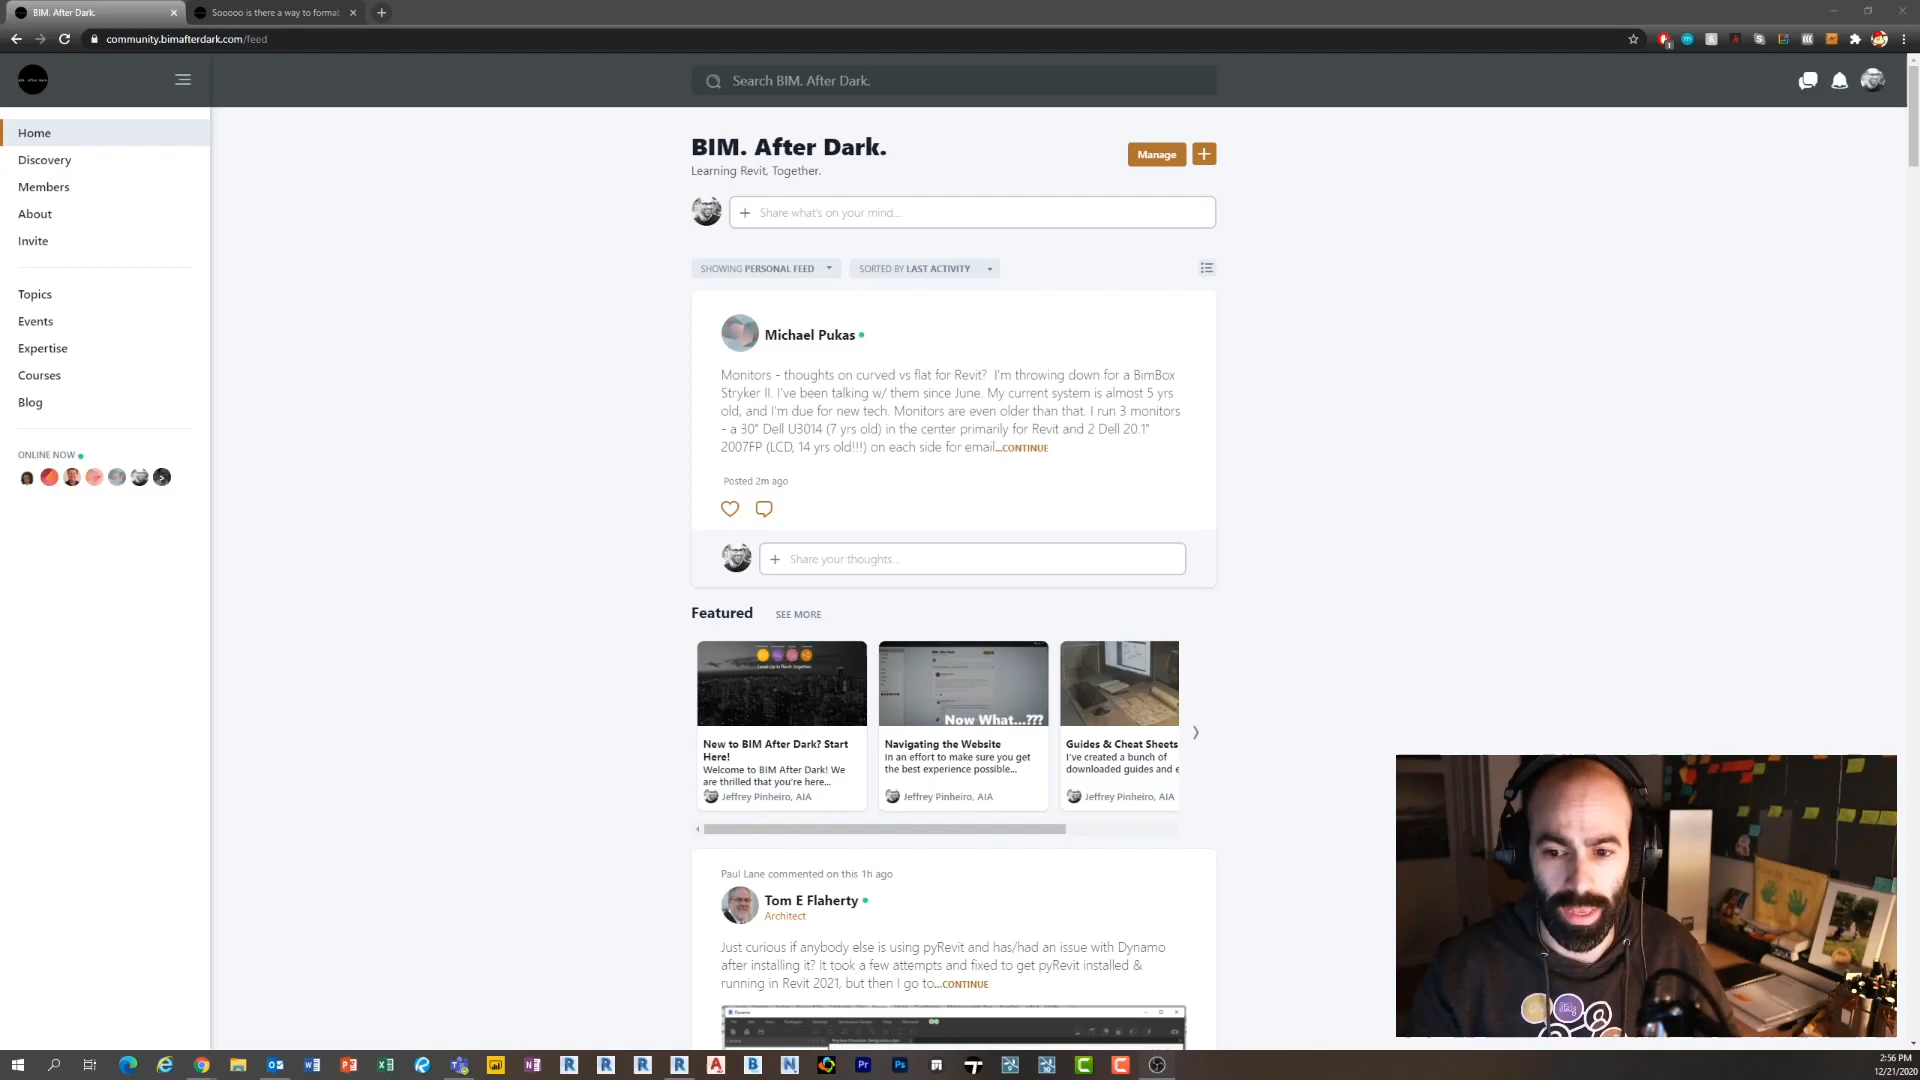 BIM. After Dark.
Sooooo is there a way to format
community.bimafterdark.com/feed
Search BIM. After Dark.
Home
Discovery
Members
About
Invite
Topics
Events
Expertise
Courses
Blog
ONLINE NOW
BIM. After Dark.
Learning Revit, Together.
Manage
Share what's on your mind...
SHOWING PERSONAL FEED
SORTED BY LAST ACTIVITY
Michael Pukas
Monitors - thoughts on curved vs flat for Revit? I'm throwing down for a BimBox
Stryker II. I've been talking w/ them since June. My current system is almost 5 yrs
old, and I'm due for new tech. Monitors are even older than that. I run 3 monitors
- a 30" Dell U3014 (7 yrs old) in the center primarily for Revit and 2 Dell 20.1"
2007FP (LCD, 14 yrs old!!!) on each side for email...CONTINUE
Posted 2m ago
Share your thoughts...
Featured
SEE MORE
New to BIM After Dark? Start
Here!
Welcome to BIM After Dark! We
are thrilled that you're here...
Jeffrey Pinheiro, AIA
Now What...???
Navigating the Website
In an effort to make sure you get
the best experience possible...
Jeffrey Pinheiro, AIA
Guides & Cheat Sheets
I've created a bunch of
downloaded guides and e
Jeffrey Pinheiro, AIA
Paul Lane commented on this 1h ago
Tom E Flaherty
Architect
Just curious if anybody else is using pyRevit and has/had an issue with Dynamo
after installing it? It took a few attempts and fixed to get pyRevit installed &
running in Revit 2021, but then I go to...CONTINUE
2:56 PM
12/21/2020